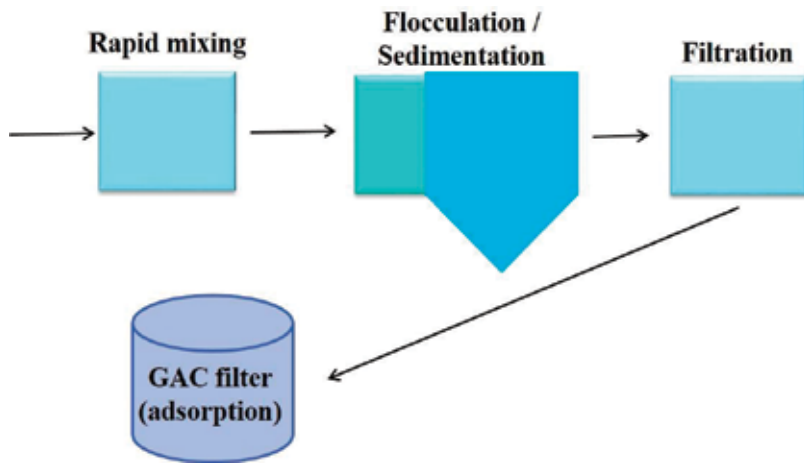 Rapid mixing
Flocculation /
Sedimentation
Filtration
GAC filter
(adsorption)